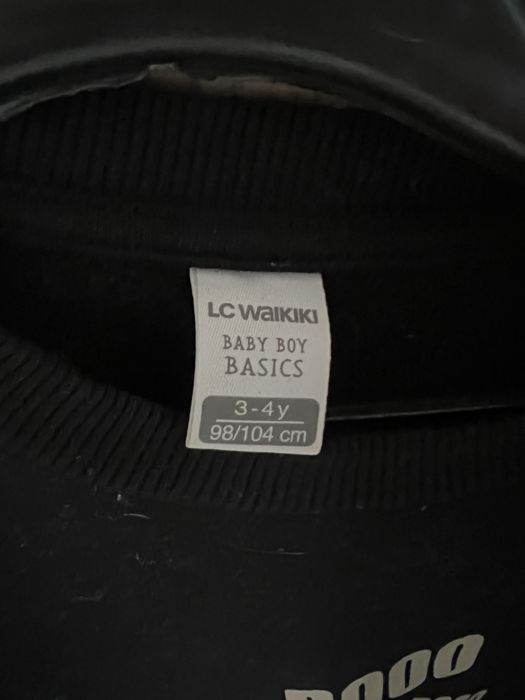 LC WAIKIKI
BABY BOY
BASICS
3-4y
98/104 cm